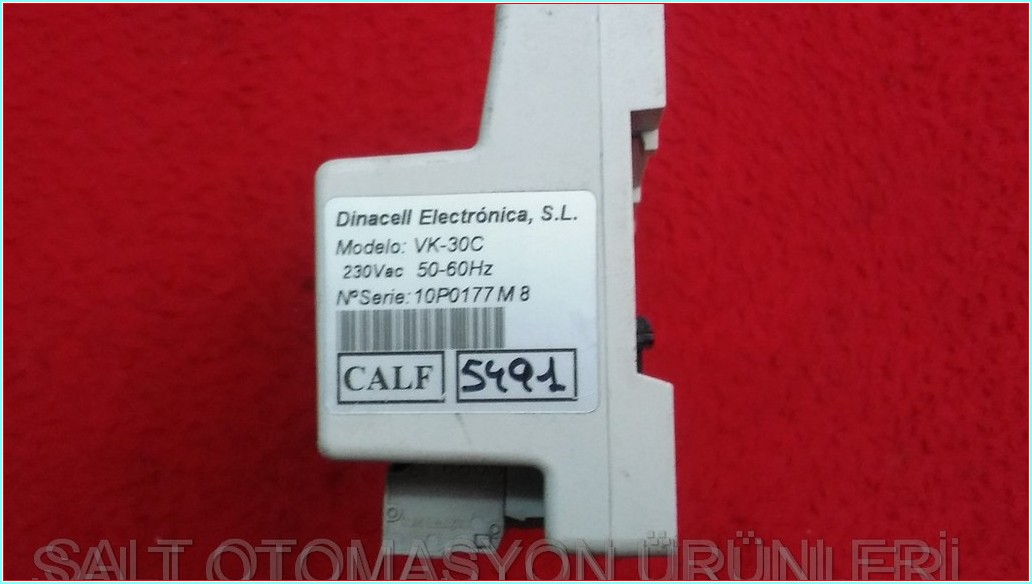 Dinacell Electrónica, S.L.
Modelo: VK-30C
230Vac 50-60Hz
NºSerie: 10P0177 M 8
CALF 5491
SALT OTOMASYON ÜRÜNLERİ